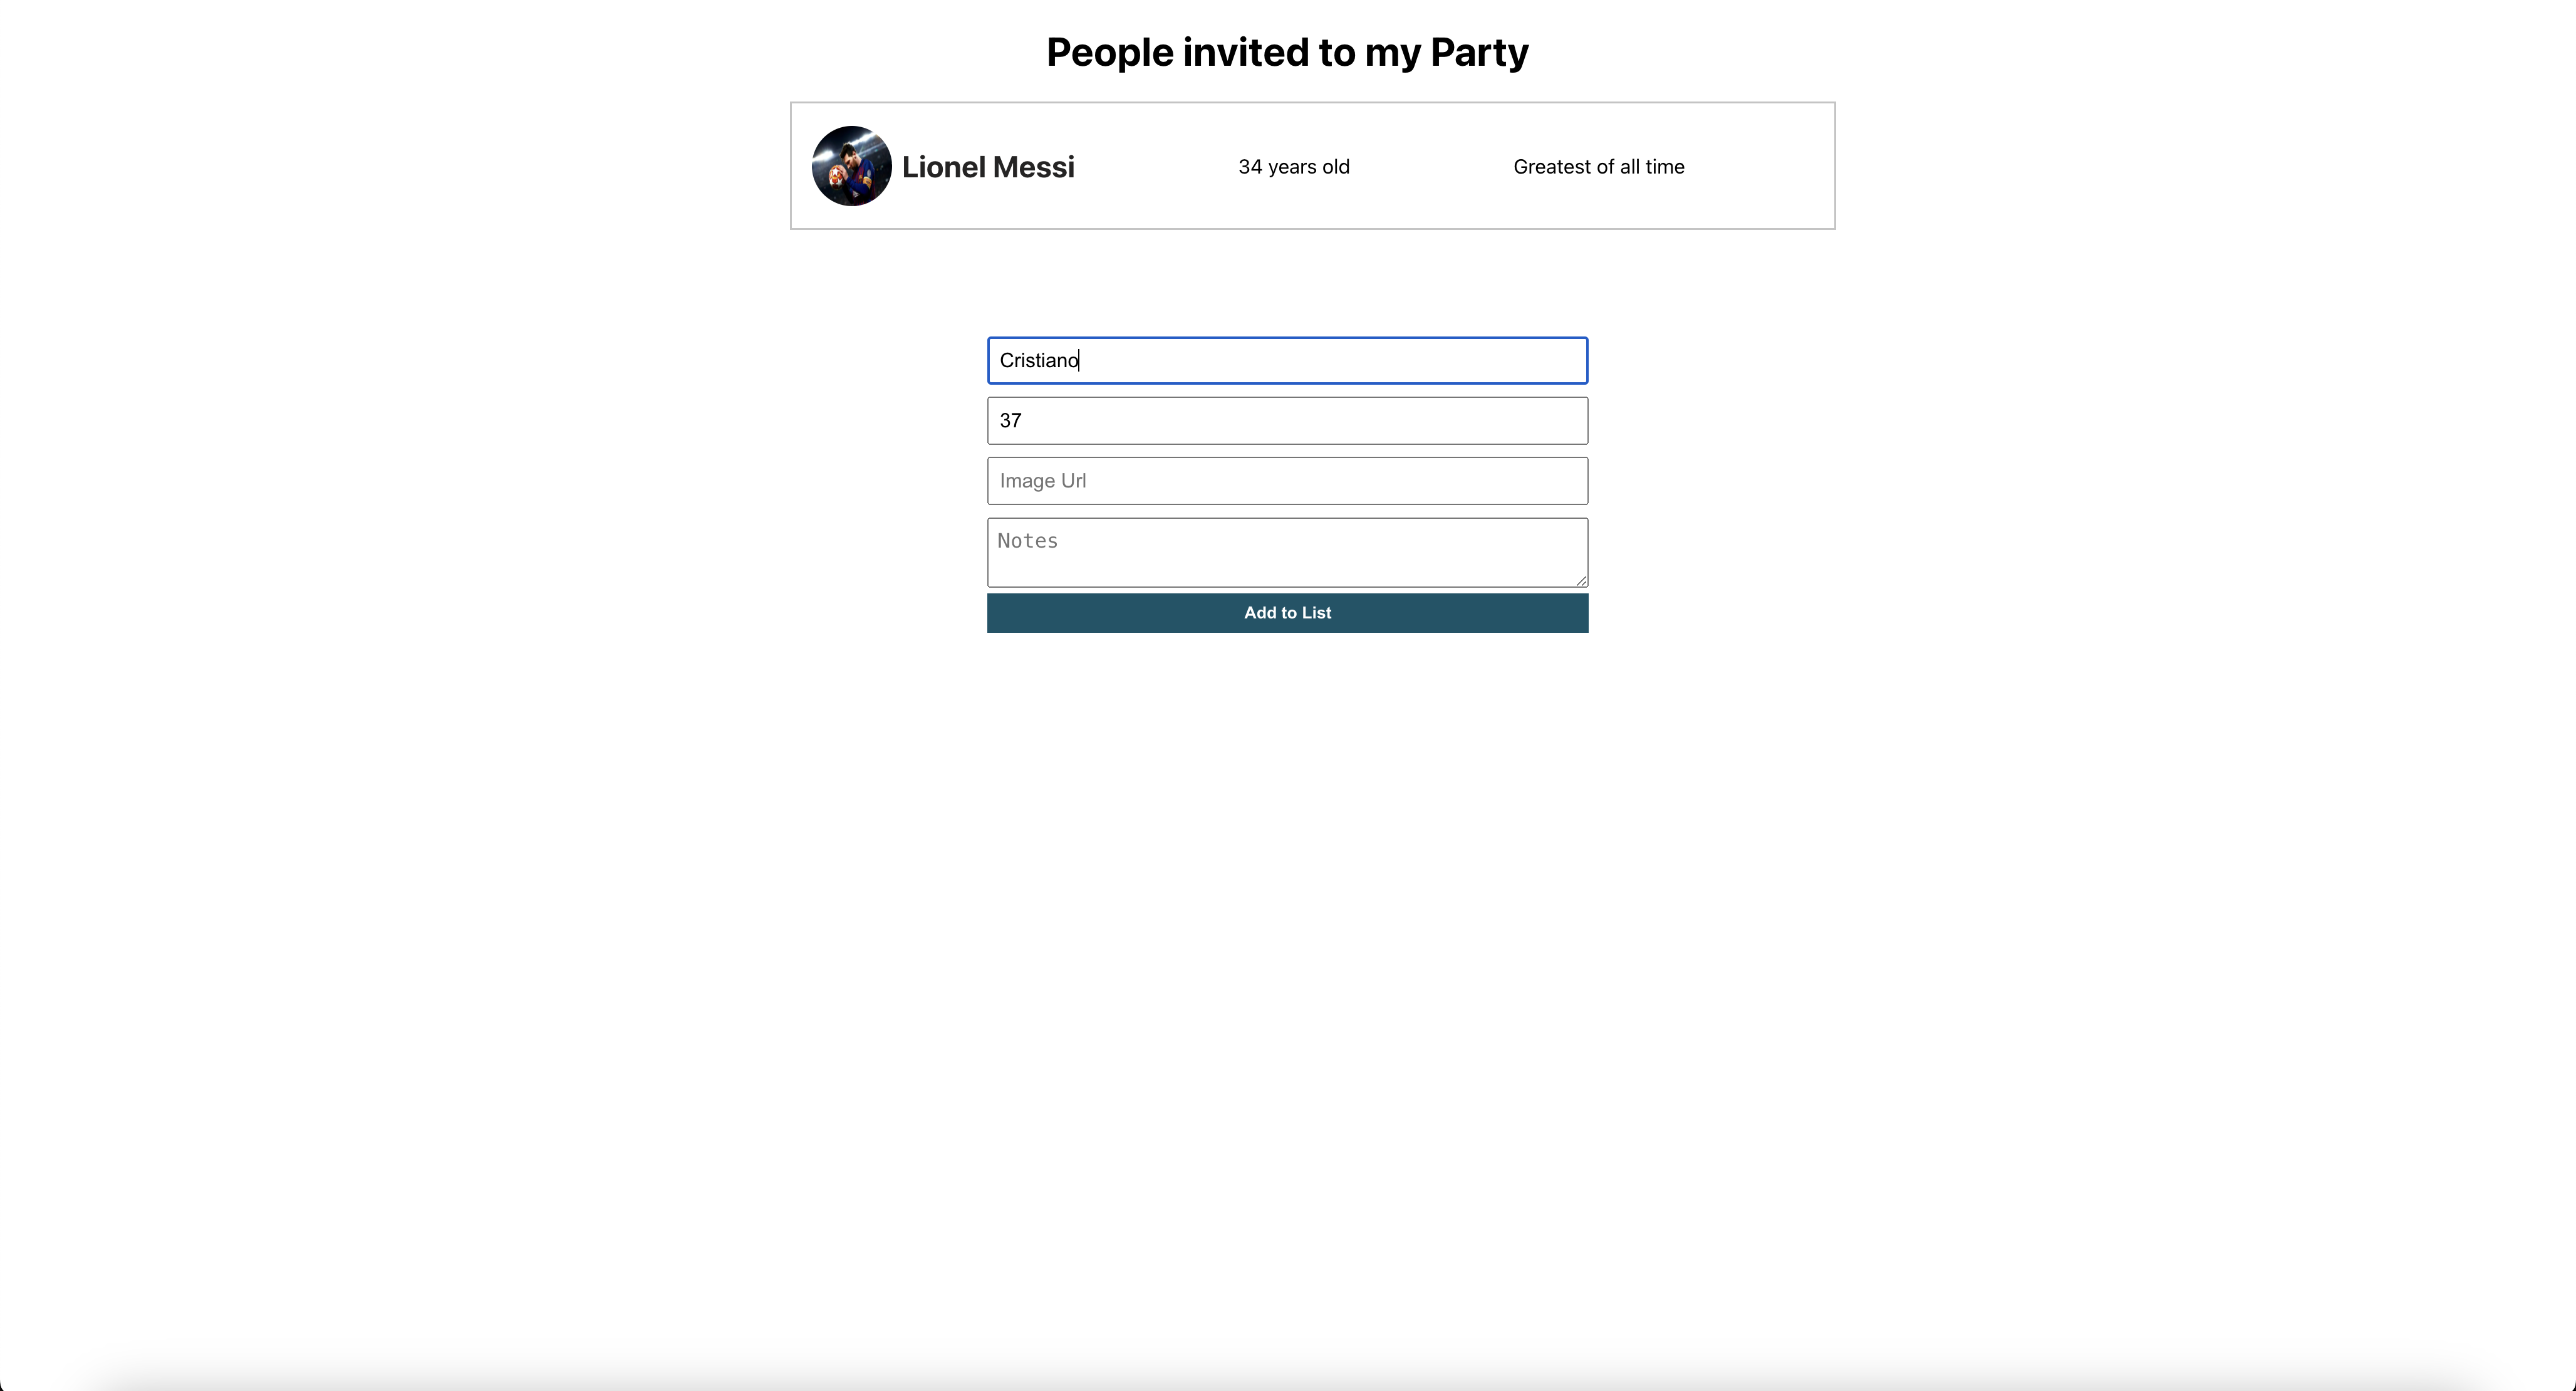 People invited to my Party
Lionel Messi 34 years old Greatest of all time
Cristiano
37
Image Url
Notes
Add to List